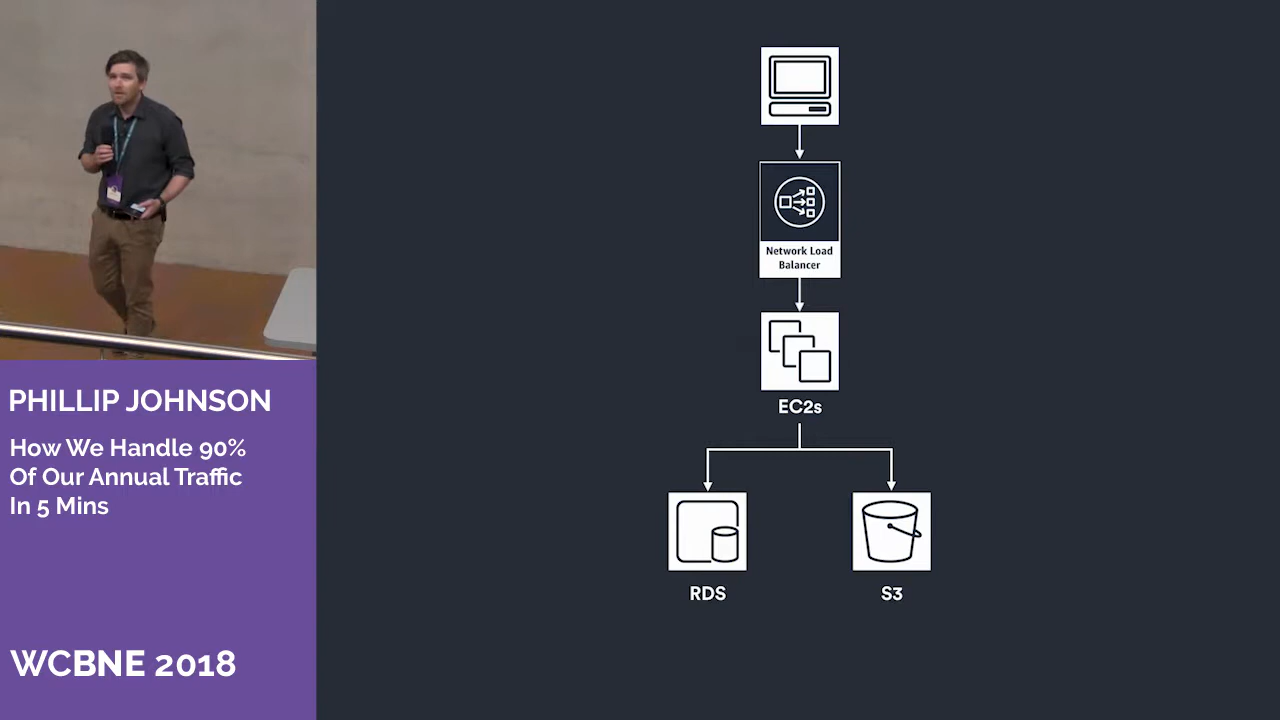 PHILLIP JOHNSON
How We Handle 90%
Of Our Annual Traffic
In 5 Mins
WCBNE 2018
Network Load
Balancer
EC2s
RDS
S3